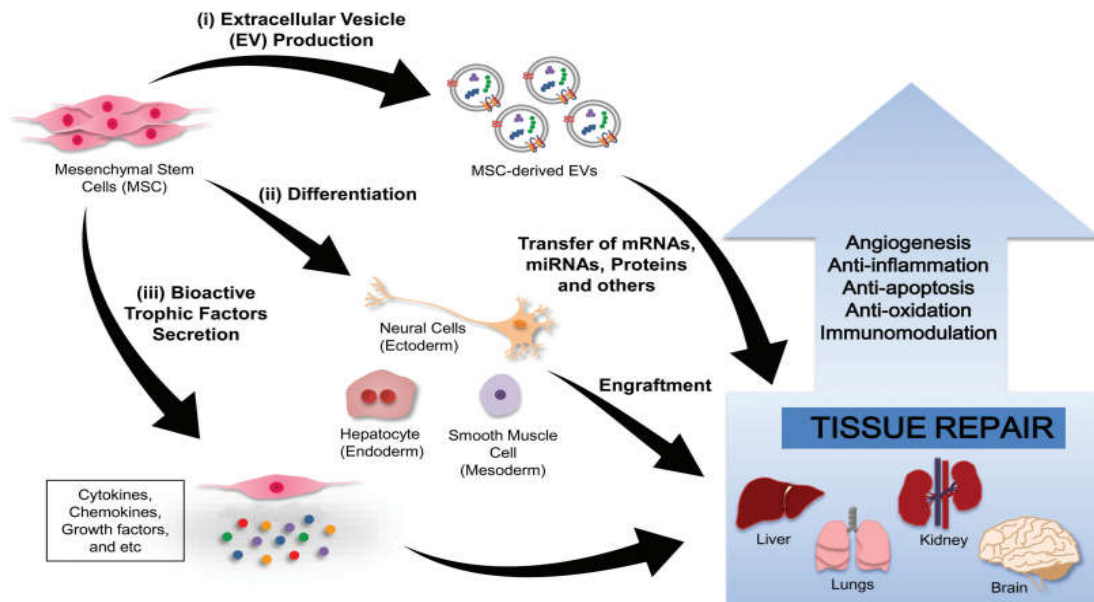 (i) Extracellular Vesicle
(EV) Production
Mesenchymal Stem
Cells (MSC)
MSC-derived EVs
(ii) Differentiation
Transfer of mRNAs,
miRNAs, Proteins
and others
(iii) Bioactive
Trophic Factors
Secretion
Neural Cells
(Ectoderm)
Hepatocyte
(Endoderm)
Smooth Muscle
Cell
(Mesoderm)
Engraftment
Cytokines,
Chemokines,
Growth factors,
and etc
Angiogenesis
Anti-inflammation
Anti-apoptosis
Anti-oxidation
Immunomodulation
TISSUE REPAIR
Liver
Lungs
Kidney
Brain